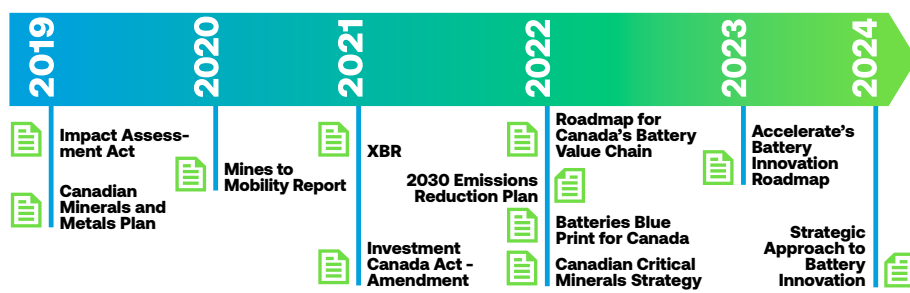 2019
2020
2021
2022
2023
2024
Impact Assess-
ment Act
Canadian
Minerals and
Metals Plan
Mines to
Mobility Report
XBR
Investment
Canada Act -
Amendment
Roadmap for
Canada's Battery
Value Chain
2030 Emissions
Reduction Plan
Batteries Blue
Print for Canada
Canadian Critical
Minerals Strategy
Accelerate's
Battery
Innovation
Roadmap
Strategic
Approach to
Battery
Innovation